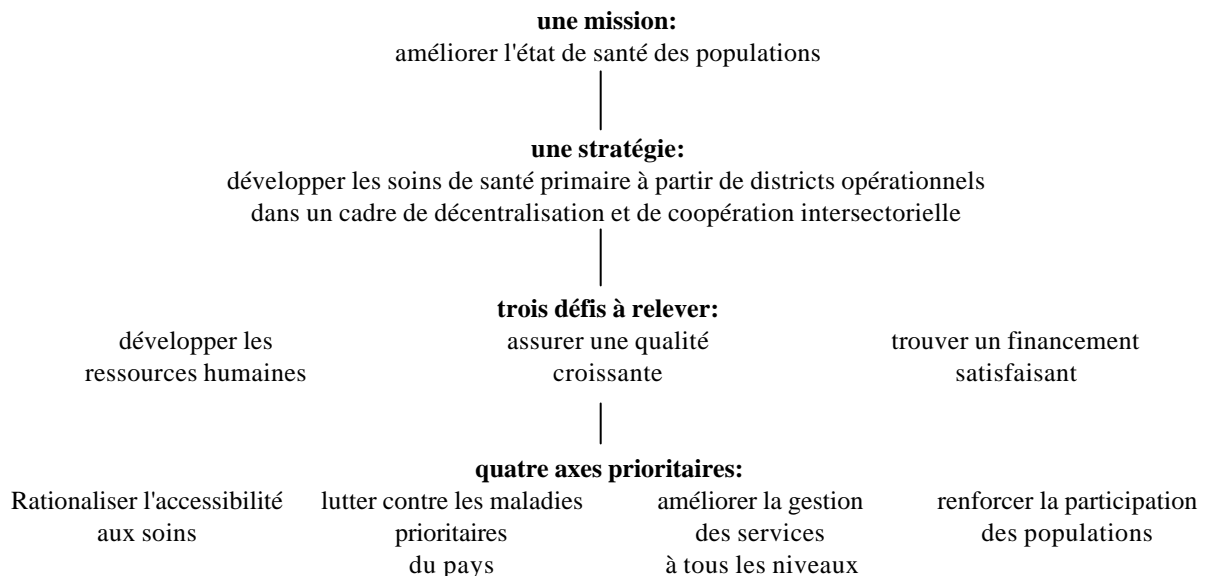 une mission:
améliorer l'état de santé des populations
une stratégie:
développer les soins de santé primaire à partir de districts opérationnels
dans un cadre de décentralisation et de coopération intersectorielle
trois défis à relever:
développer les
ressources humaines
assurer une qualité
croissante
trouver un financement
satisfaisant
quatre axes prioritaires:
Rationaliser l'accessibilité
aux soins
lutter contre les maladies
prioritaires
du pays
améliorer la gestion
des services
à tous les niveaux
renforcer la participation
des populations